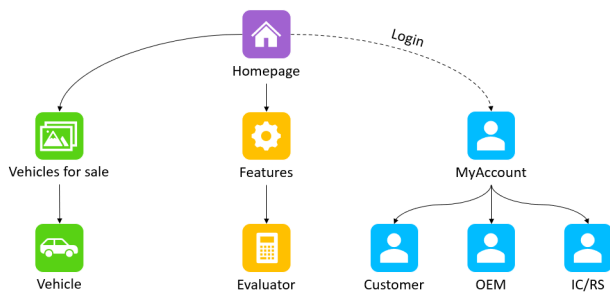 Login
Homepage
Vehicles for sale
Features
MyAccount
Vehicle
Evaluator
Customer
OEM
IC/RS